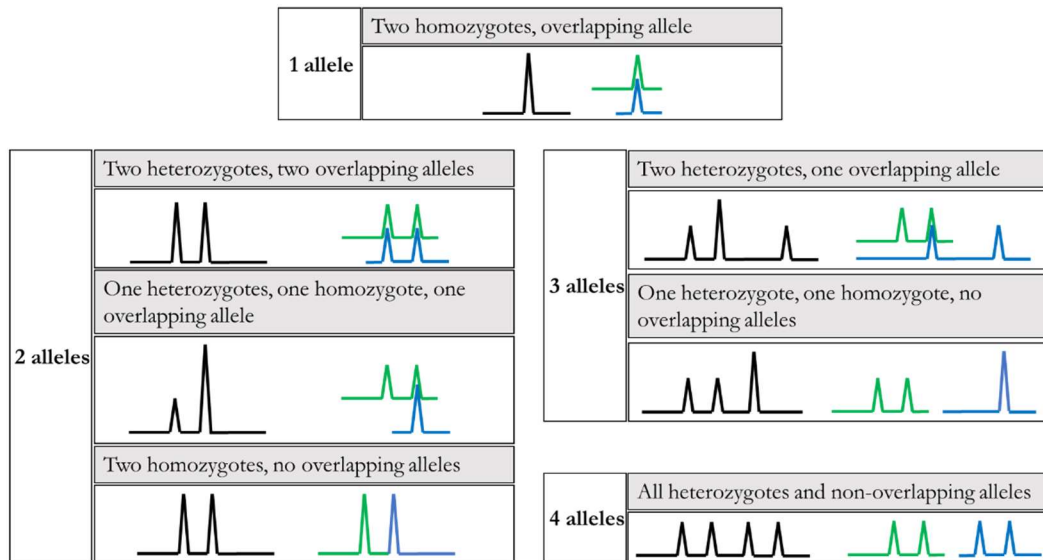 1 allele
Two homozygotes, overlapping allele
2 alleles
Two heterozygotes, two overlapping alleles
One heterozygotes, one homozygote, one
overlapping allele
Two homozygotes, no overlapping alleles
3 alleles
Two heterozygotes, one overlapping allele
One heterozygote, one homozygote, no
overlapping alleles
4 alleles
All heterozygotes and non-overlapping alleles